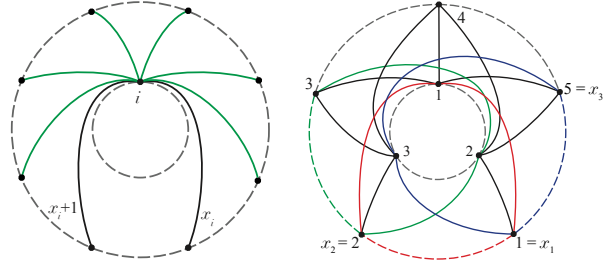 i
x_i+1
x_i
4
3
1
5 = x_3
3
2
x_2 = 2
1 = x_1